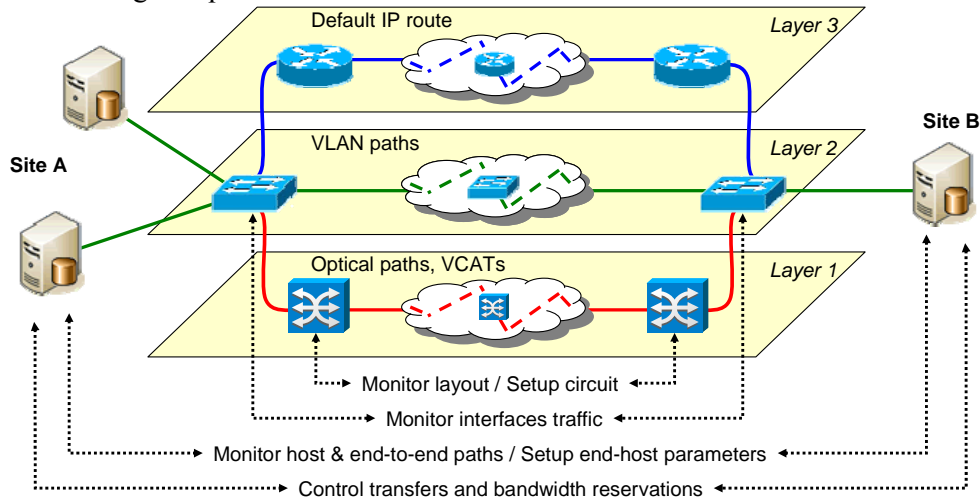 Default IP route
Layer 3
Site B
VLAN paths
Layer 2
Site A
Optical paths, VCATs
Layer 1
Monitor layout / Setup circuit
Monitor interfaces traffic
Monitor host & end-to-end paths / Setup end-host parameters
Control transfers and bandwidth reservations